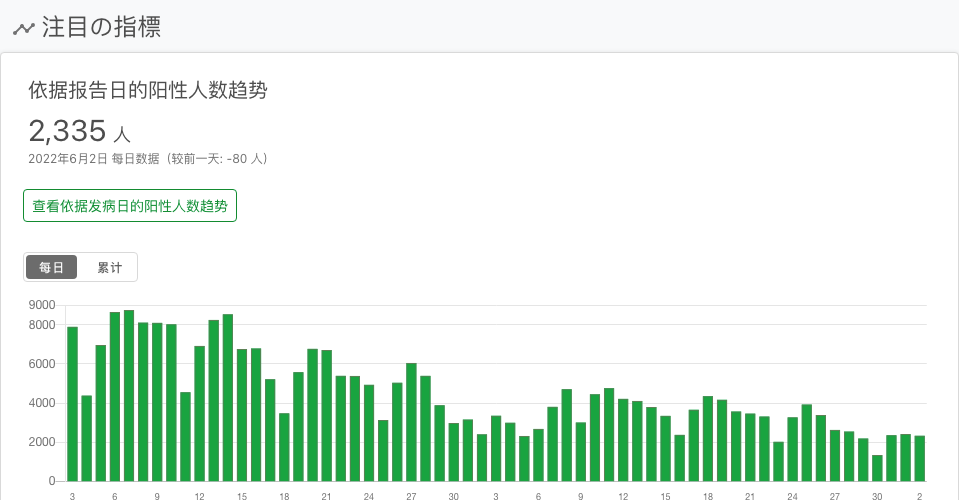 注目の指標
依据报告日的阳性人数趋势
2,335 人
2022年6月2日 每日数据（较前一天: -80 人）
查看依据发病日的阳性人数趋势
每日 累计
9000
8000
6000
4000
2000
0
3 6 9 12 15 18 21 24 27 30 3 6 9 12 15 18 21 24 27 30 2